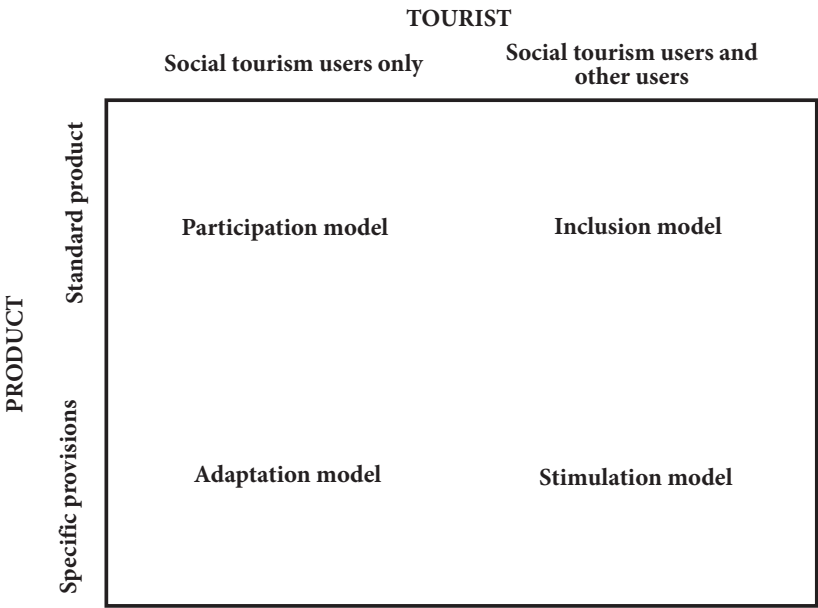 TOURIST
Social tourism users only
Social tourism users and
other users
PRODUCT
Standard product
Participation model
Inclusion model
Specific provisions
Adaptation model
Stimulation model